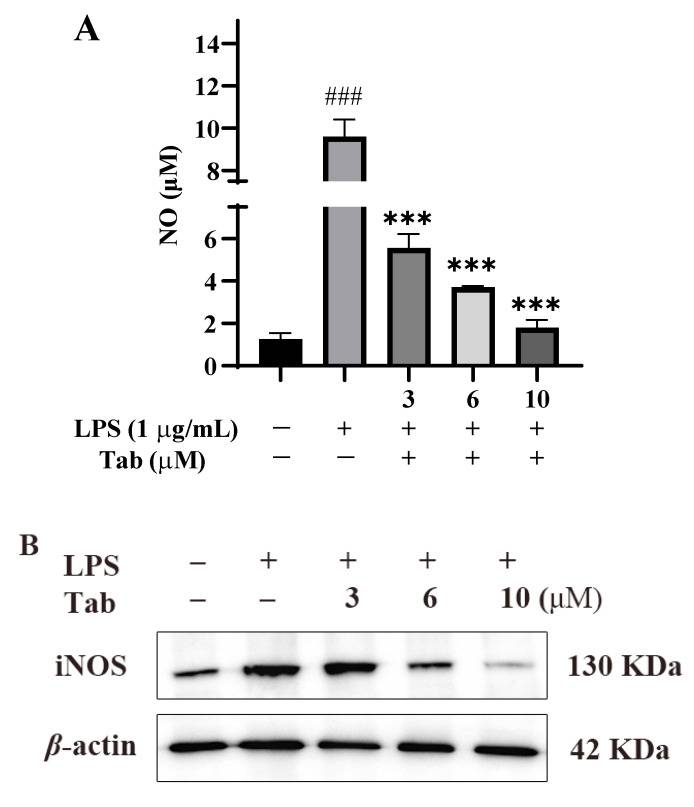 A
14
12
10
8
6
4
2
0
NO (μM)
###
***
***
***
3 6 10
LPS (1 μg/mL) − + + + +
Tab (μM) − − + + +
B
LPS − + + + +
Tab − − 3 6 10 (μM)
iNOS 130 KDa
β-actin 42 KDa